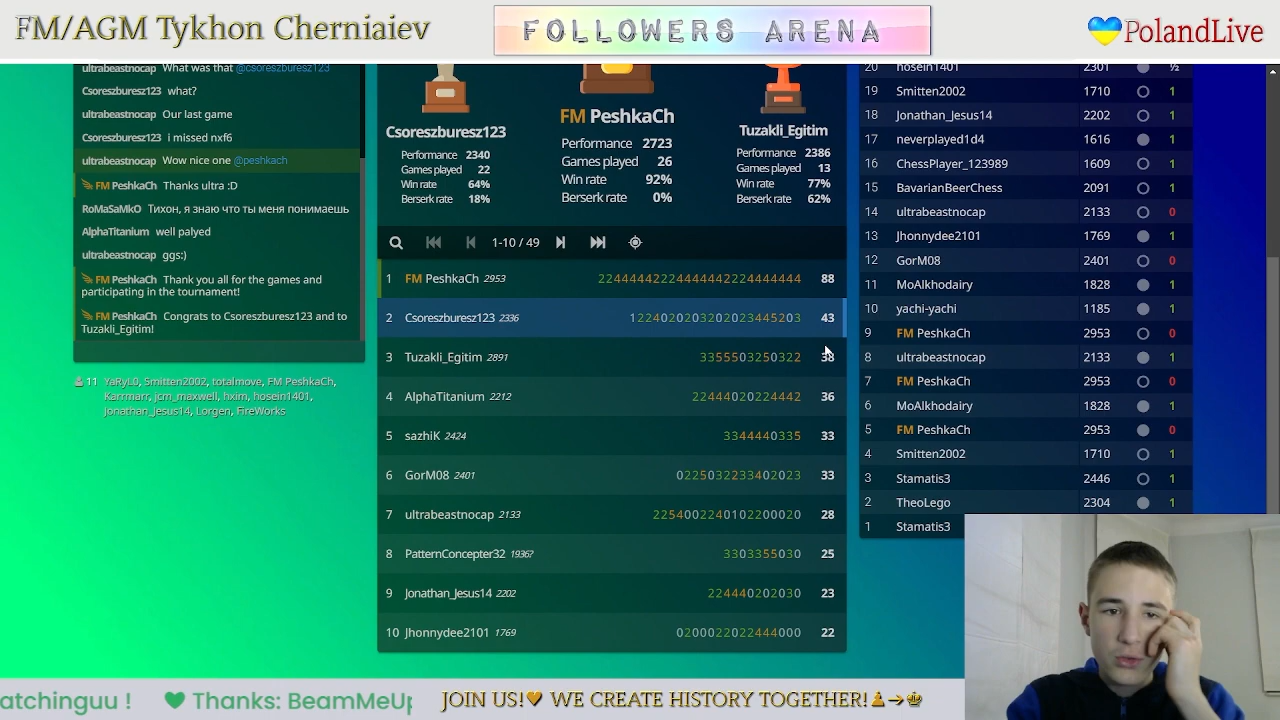 FM/AGM Tykhon Cherniaiev
FOLLOWERS ARENA
PolandLive
ultrabeastnocap What was that @csoreszburesz123
Csoreszburesz123 what?
ultrabeastnocap Our last game
Csoreszburesz123 i missed nxf6
ultrabeastnocap Wow nice one @peshkach
FM PeshkaCh Thanks ultra :D
RoMaSaMkO Тихон, я знаю что ты меня понимаешь
AlphaTitanium well palyed
ultrabeastnocap ggs:)
FM PeshkaCh Thank you all for the games and
participating in the tournament!
FM PeshkaCh Congrats to Csoreszburesz123 and to
Tuzakli_Egitim!
11 YaRyL0, Smitten2002, totalmove, FM PeshkaCh,
Karrmarr, jcm_maxwell, hxim, hosein1401,
Jonathan_Jesus14, Lorgen, FireWorks
Csoreszburesz123
Performance 2340
Games played 22
Win rate 64%
Berserk rate 18%
FM PeshkaCh
Performance 2723
Games played 26
Win rate 92%
Berserk rate 0%
Tuzakli_Egitim
Performance 2386
Games played 13
Win rate 77%
Berserk rate 62%
1-10 / 49
1 FM PeshkaCh 2953 22444442224444442224444444 88
2 Csoreszburesz123 2336 1224020203202023445203 43
3 Tuzakli_Egitim 2891 3355503250322 38
4 AlphaTitanium 2212 22444020224442 36
5 sazhiK 2424 3344440335 33
6 GorM08 2401 0225032233402023 33
7 ultrabeastnocap 2133 2254002240102200020 28
8 PatternConcepter32 1936? 3303355030 25
9 Jonathan_Jesus14 2202 224440202030 23
10 Jhonnydee2101 1769 0200022022444000 22
20 hosein1401 2301 ½
19 Smitten2002 1710 1
18 Jonathan_Jesus14 2202 1
17 neverplayed1d4 1616 1
16 ChessPlayer_123989 1609 1
15 BavarianBeerChess 2091 1
14 ultrabeastnocap 2133 0
13 Jhonnydee2101 1769 1
12 GorM08 2401 0
11 MoAlkhodairy 1828 1
10 yachi-yachi 1185 1
9 FM PeshkaCh 2953 0
8 ultrabeastnocap 2133 1
7 FM PeshkaCh 2953 0
6 MoAlkhodairy 1828 1
5 FM PeshkaCh 2953 0
4 Smitten2002 1710 1
3 Stamatis3 2446 1
2 TheoLego 2304 1
1 Stamatis3
atchinguu ! Thanks: BeamMeUp
JOIN US! WE CREATE HISTORY TOGETHER!